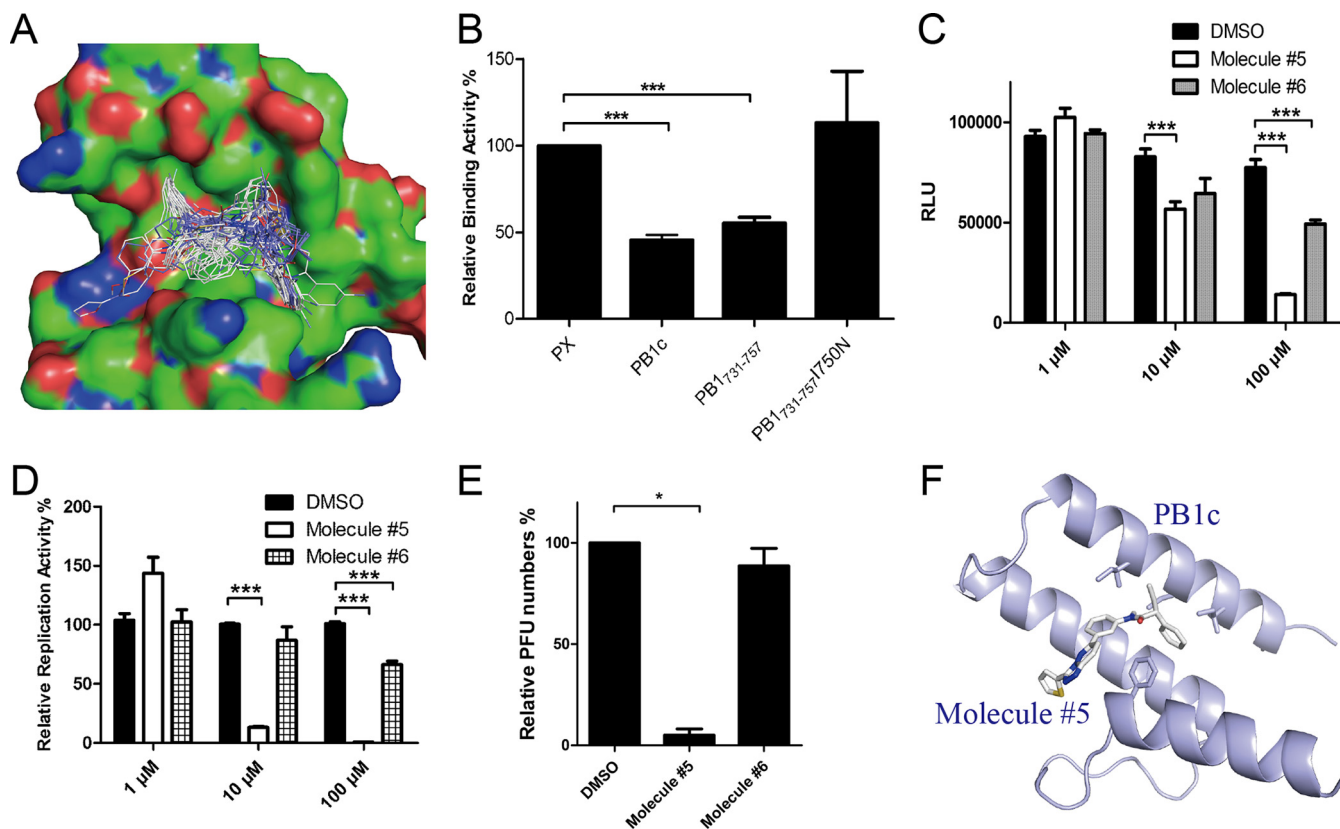 A
B
Relative Binding Activity %
150
100
50
0
***
***
PX
PB1c
PB1731-757
PB1731-757I750N
C
DMSO
Molecule #5
Molecule #6
RLU
100000
50000
0
***
***
***
1 µM
10 µM
100 µM
D
DMSO
Molecule #5
Molecule #6
Relative Replication Activity %
200
150
100
50
0
***
***
***
1 µM
10 µM
100 µM
E
Relative PFU numbers %
100
50
0
*
DMSO
Molecule #5
Molecule #6
F
PB1c
Molecule #5